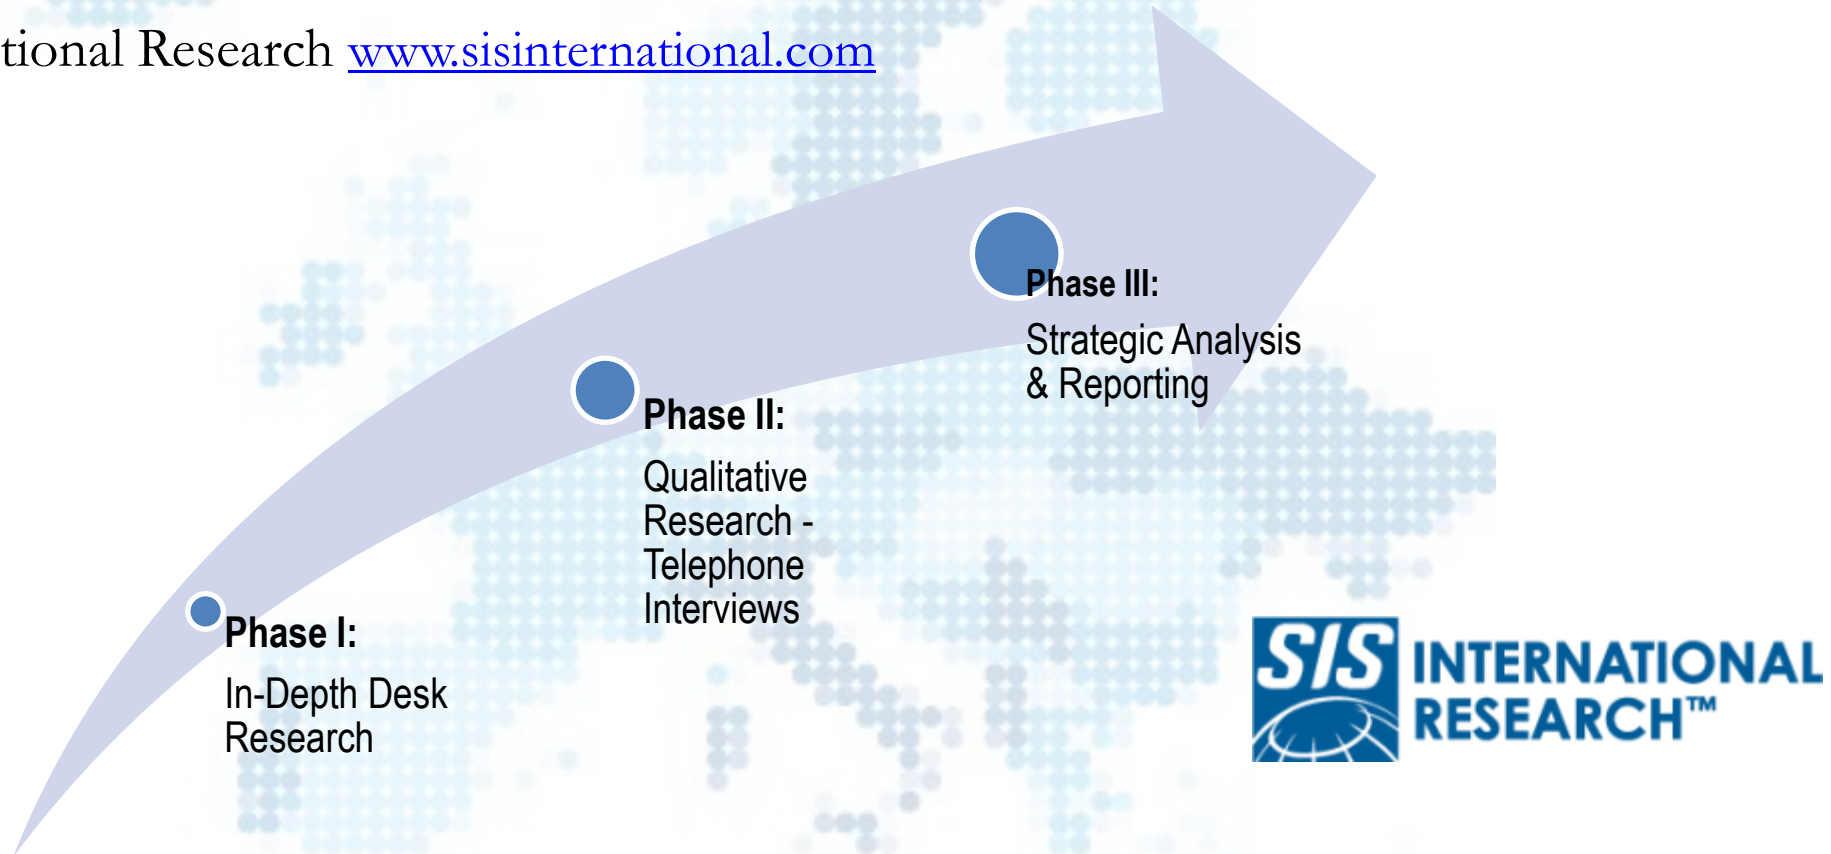 tional Research www.sisinternational.com
Phase III:
Strategic Analysis
& Reporting
Phase II:
Qualitative
Research -
Telephone
Interviews
Phase I:
In-Depth Desk
Research
SIS INTERNATIONAL
RESEARCH™